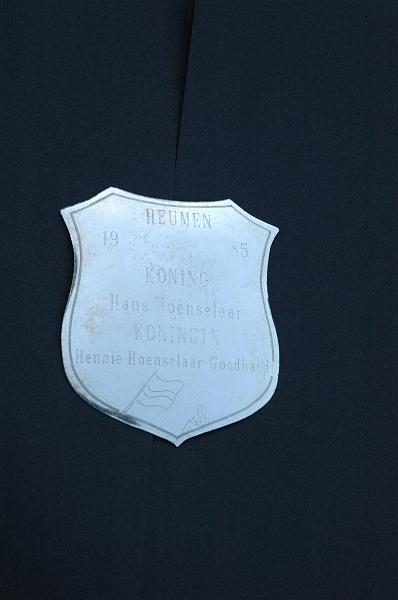 HEUMEN
19 85
KONING
Hans Hoenselaar
KONINGIN
Hennie Hoenselaar Goedhart